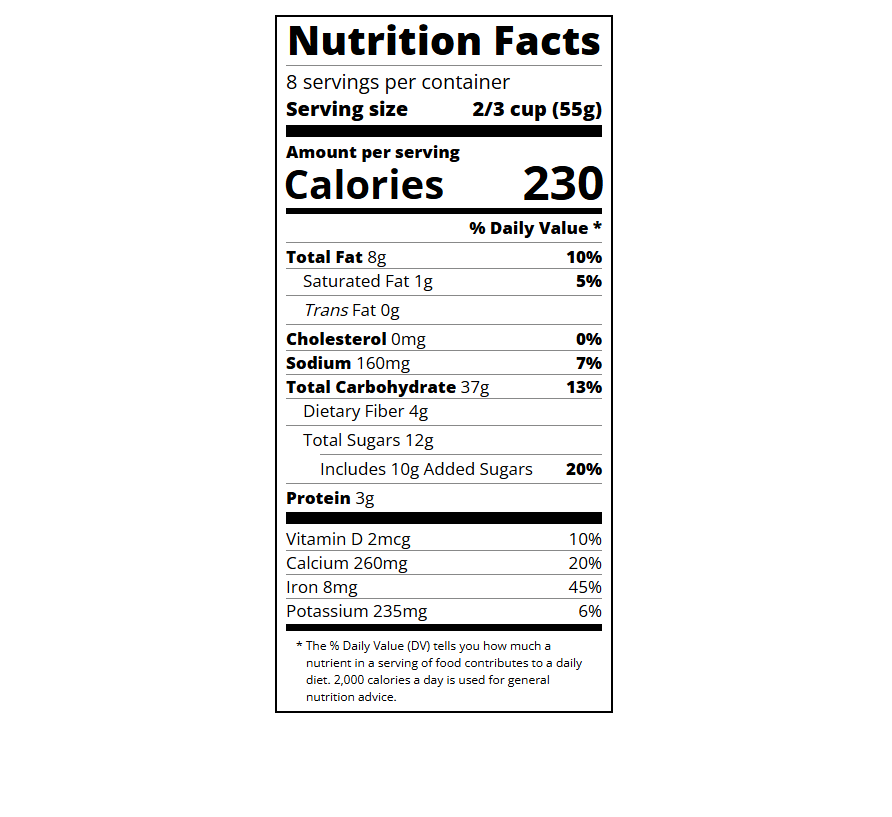 Nutrition Facts
8 servings per container
Serving size 2/3 cup (55g)
Amount per serving
Calories 230
% Daily Value *
Total Fat 8g 10%
Saturated Fat 1g 5%
Trans Fat 0g
Cholesterol 0mg 0%
Sodium 160mg 7%
Total Carbohydrate 37g 13%
Dietary Fiber 4g
Total Sugars 12g
Includes 10g Added Sugars 20%
Protein 3g
Vitamin D 2mcg 10%
Calcium 260mg 20%
Iron 8mg 45%
Potassium 235mg 6%
* The % Daily Value (DV) tells you how much a
nutrient in a serving of food contributes to a daily
diet. 2,000 calories a day is used for general
nutrition advice.